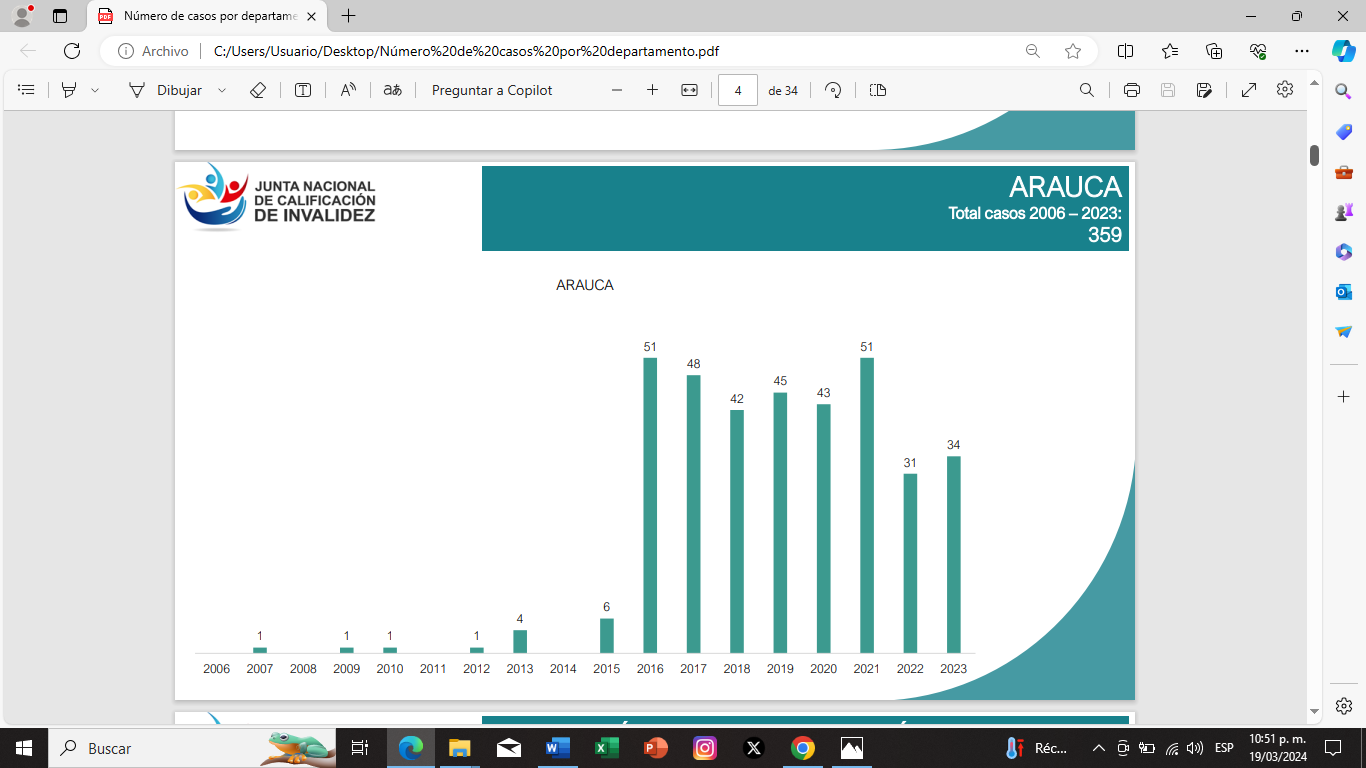 Número de casos por departame
Archivo
C:/Users/Usuario/Desktop/Número%20de%20casos%20por%20departamento.pdf
Dibujar
aあ
Preguntar a Copilot
4
de 34
JUNTA NACIONAL
DE CALIFICACIÓN
DE INVALIDEZ
ARAUCA
Total casos 2006 – 2023:
359
ARAUCA
1
1
1
1
4
6
51
48
42
45
43
51
31
34
2006
2007
2008
2009
2010
2011
2012
2013
2014
2015
2016
2017
2018
2019
2020
2021
2022
2023
Buscar
Réc...
ESP
10:51 p. m.
19/03/2024